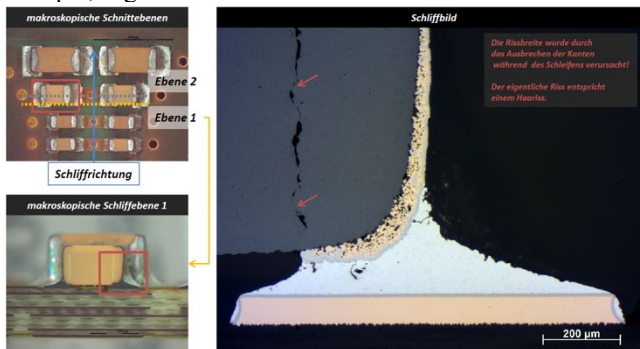 makroskopische Schnittebenen
Ebene 2
Ebene 1
Schliffrichtung
makroskopische Schliffebene 1
Schliffbild
Die Rissbreite wurde durch
das Ausbrechen der Kanten
während des Schleifens verursacht!
Der eigentliche Riss entspricht
einem Haariss.
200 µm